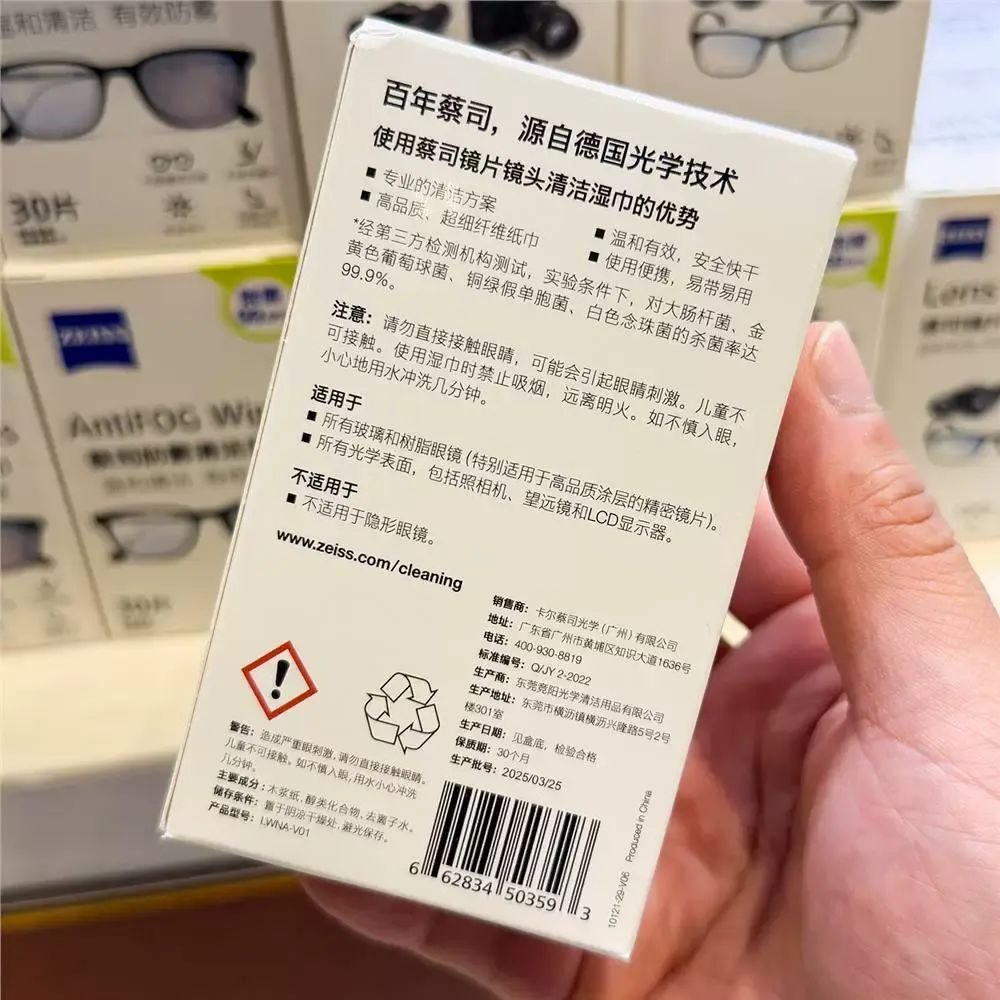 温和清洁 有效防雾
30片
ZEISS
AntiFOG Wi
30片
ZEISS
Lens
百年蔡司，源自德国光学技术
使用蔡司镜片镜头清洁湿巾的优势
■ 专业的清洁方案
■ 高品质、超细纤维纸巾
■ 温和有效，安全快干
■ 使用便携，易带易用
*经第三方检测机构测试，实验条件下，对大肠杆菌、金
黄色葡萄球菌、铜绿假单胞菌、白色念珠菌的杀菌率达
99.9%。
注意：请勿直接接触眼睛，可能会引起眼睛刺激。儿童不
可接触。使用湿巾时禁止吸烟，远离明火。如不慎入眼，
小心地用水冲洗几分钟。
适用于
■ 所有玻璃和树脂眼镜（特别适用于高品质涂层的精密镜片）。
■ 所有光学表面，包括照相机、望远镜和LCD显示器。
不适用于
■ 不适用于隐形眼镜。
www.zeiss.com/cleaning
销售商：卡尔蔡司光学（广州）有限公司
地址：广东省广州市黄埔区知识大道1636号
电话：400-930-8819
标准编号：Q/JY 2-2022
生产商：东莞竞阳光学清洁用品有限公司
生产地址：东莞市横沥镇横沥兴隆路5号2号
楼301室
生产日期：见盒底，检验合格
保质期：30个月
生产批号：2025/03/25
警告：造成严重眼刺激，请勿直接接触眼睛。
儿童不可接触。如不慎入眼，用水小心冲洗
几分钟。
主要成分：木浆纸，醇类化合物、去离子水。
储存条件：置于阴凉干燥处，避光保存。
产品型号：LWNA-V01
6 62834 50359 3
10121-29-V06 Produced in China